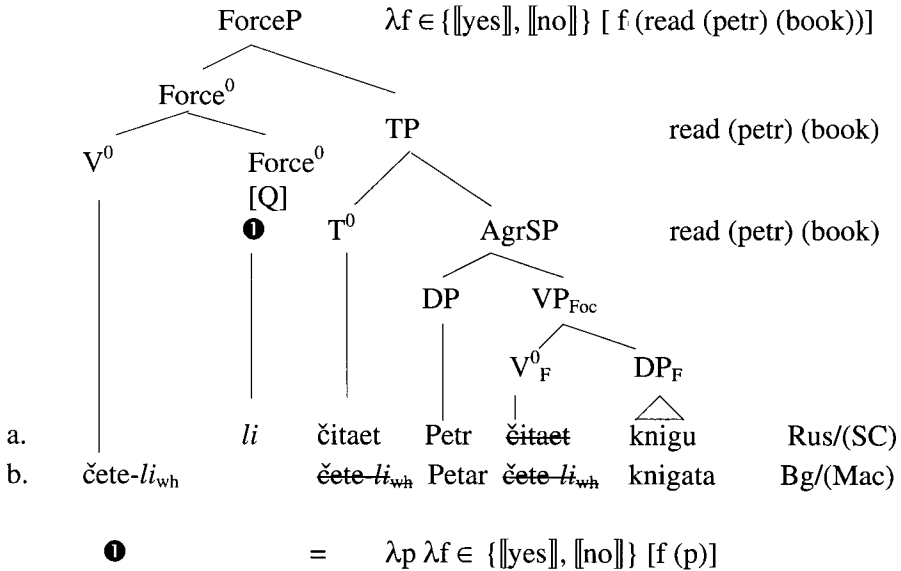 ForceP λf ∈ {⟦yes⟧, ⟦no⟧} [ f (read (petr) (book))]
Force⁰
TP read (petr) (book)
V⁰ Force⁰
[Q]
❶ T⁰ AgrSP read (petr) (book)
DP VP_Foc
V⁰_F DP_F
a. li čitaet Petr čitaet knigu Rus/(SC)
b. čete-li_wh čete-li_wh Petar čete-li_wh knigata Bg/(Mac)
❶ = λp λf ∈ {⟦yes⟧, ⟦no⟧} [f (p)]